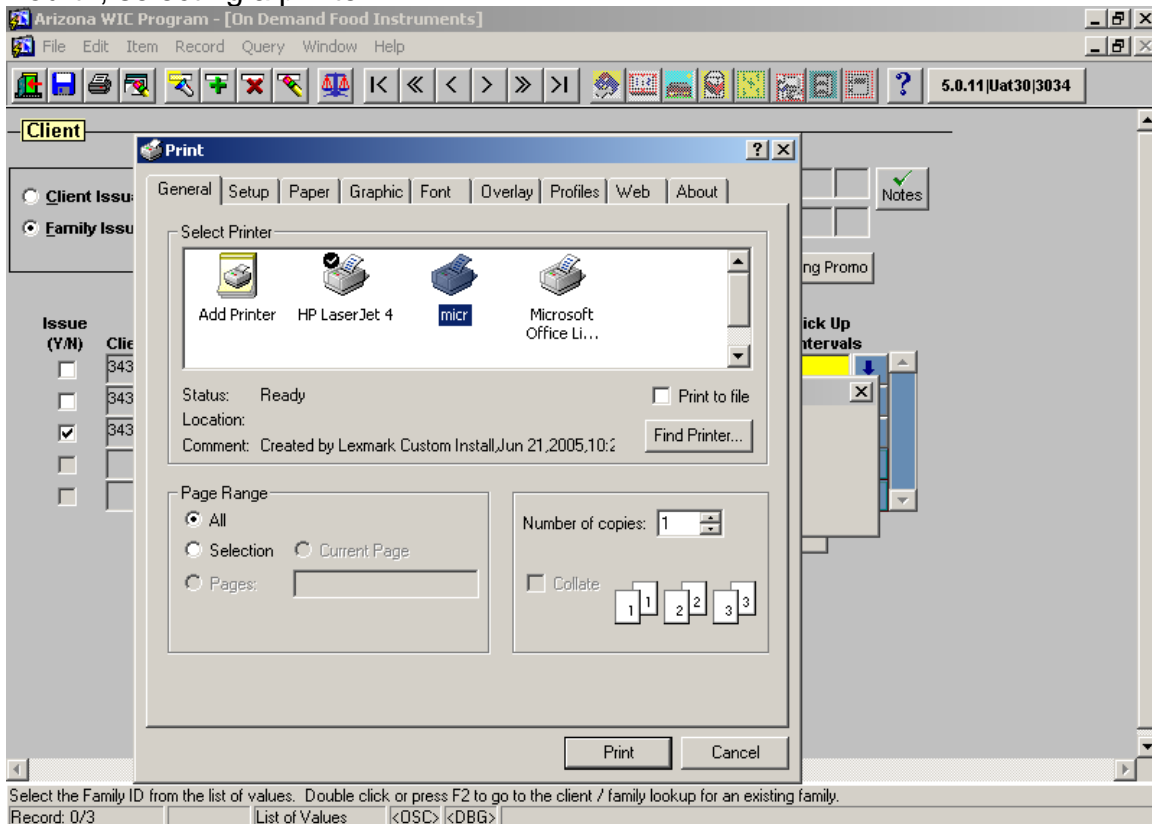 Arizona WIC Program - [On Demand Food Instruments]
File Edit Item Record Query Window Help
5.0.11|Uat30|3034
Client
Print
General Setup Paper Graphic Font Overlay Profiles Web About
Client Issu
Notes
Family Issu
Select Printer
ng Promo
Add Printer HP LaserJet 4 micr Microsoft
Office Li...
Issue
ick Up
(Y/N) Clie
ntervals
343
343
343
Status: Ready
Print to file
Location:
Find Printer...
Comment: Created by Lexmark Custom Install,Jun 21,2005,10:2
Page Range
All
Number of copies: 1
Selection Current Page
Pages:
Collate
1 1 2 2 3 3
Print Cancel
Select the Family ID from the list of values. Double click or press F2 to go to the client / family lookup for an existing family.
Record: 0/3 List of Values <OSC> <DBG>